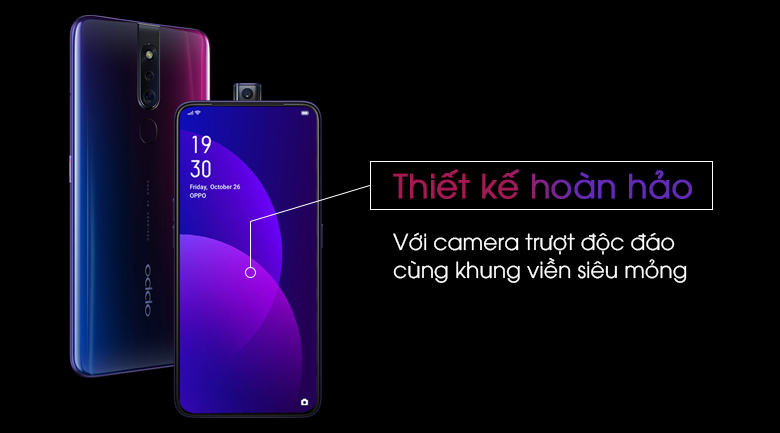 19
30
Friday, October 26
OPPO
Thiết kế hoàn hảo
Với camera trượt độc đáo
cùng khung viền siêu mỏng
oppo